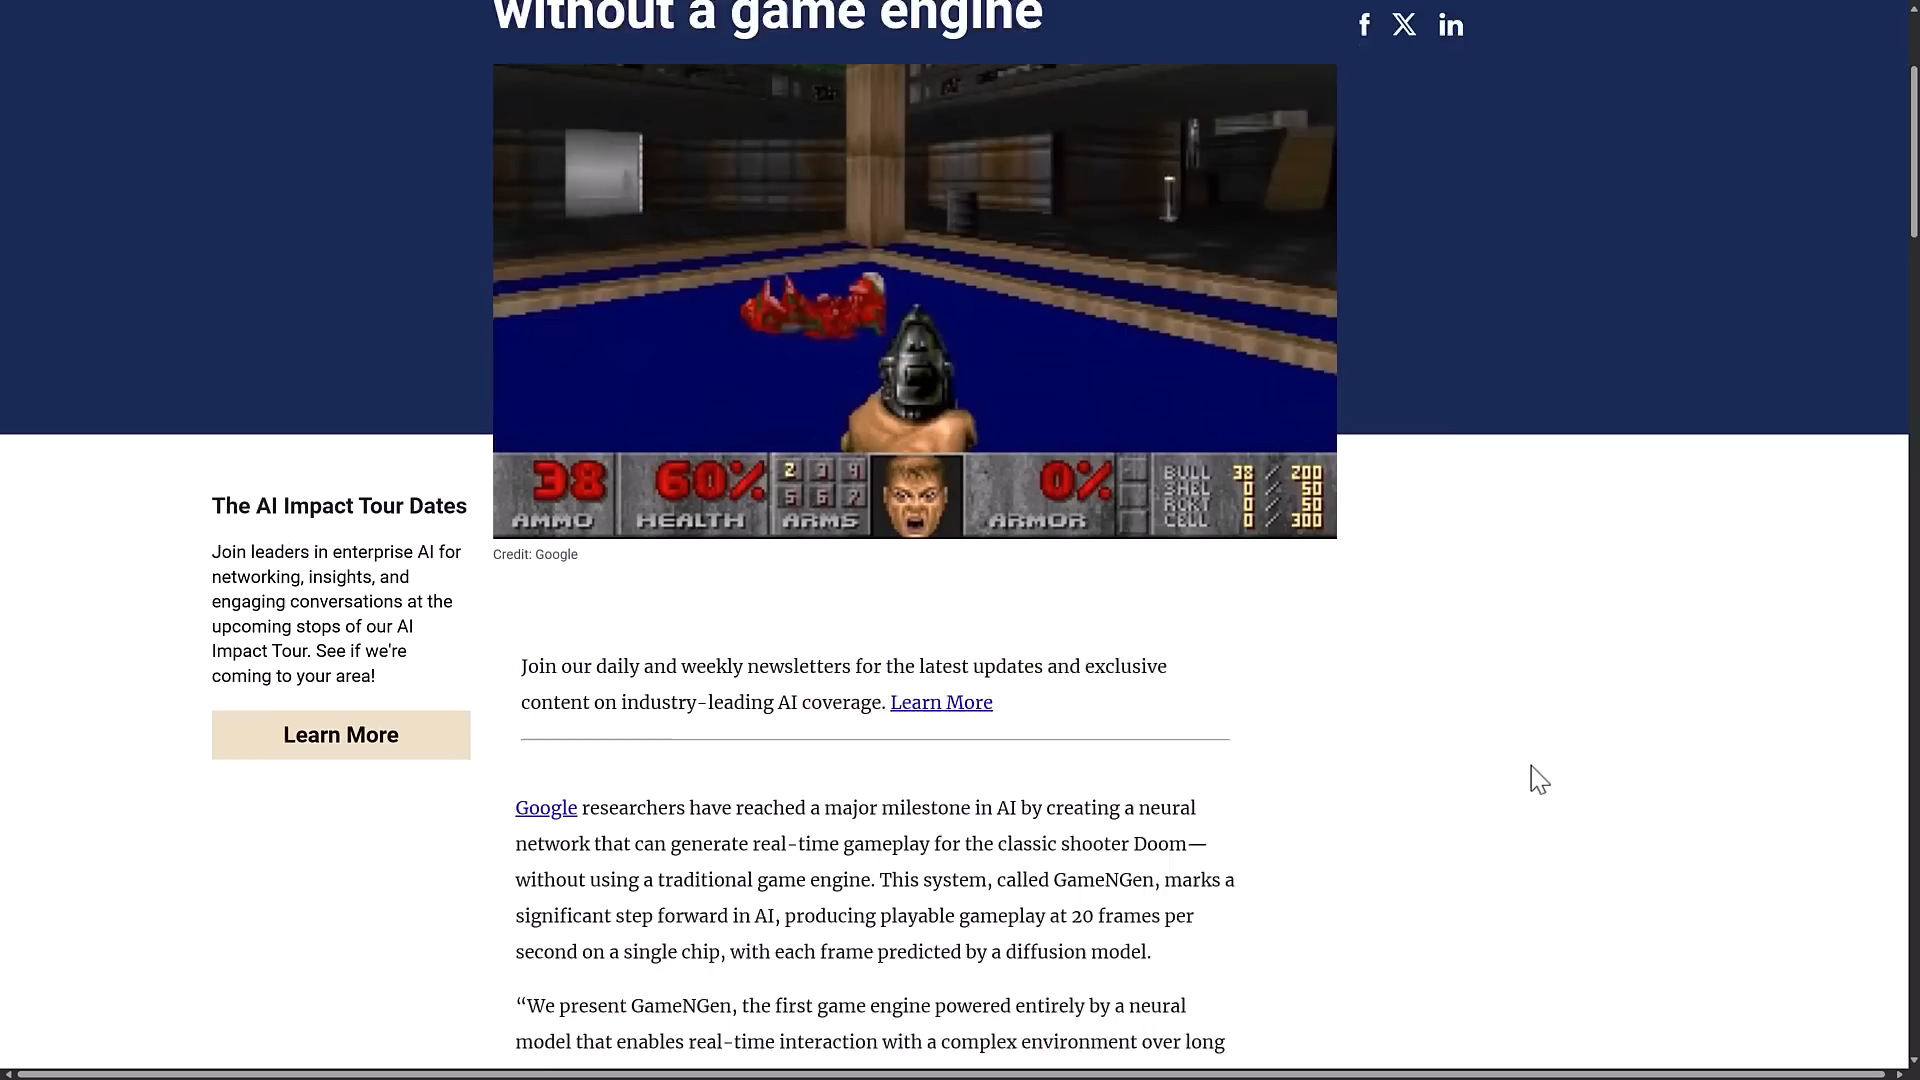 without a game engine
f X in
38 60% 2 3 4 0% BULL 38 / 200
5 6 7 SHEL 0 / 50
RCKT 0 / 50
AMMO HEALTH ARMS ARMOR CELL 0 / 300
Credit: Google
The AI Impact Tour Dates
Join leaders in enterprise AI for
networking, insights, and
engaging conversations at the
upcoming stops of our AI
Impact Tour. See if we're
coming to your area!
Learn More
Join our daily and weekly newsletters for the latest updates and exclusive
content on industry-leading AI coverage. Learn More
Google researchers have reached a major milestone in AI by creating a neural
network that can generate real-time gameplay for the classic shooter Doom—
without using a traditional game engine. This system, called GameNGen, marks a
significant step forward in AI, producing playable gameplay at 20 frames per
second on a single chip, with each frame predicted by a diffusion model.
“We present GameNGen, the first game engine powered entirely by a neural
model that enables real-time interaction with a complex environment over long